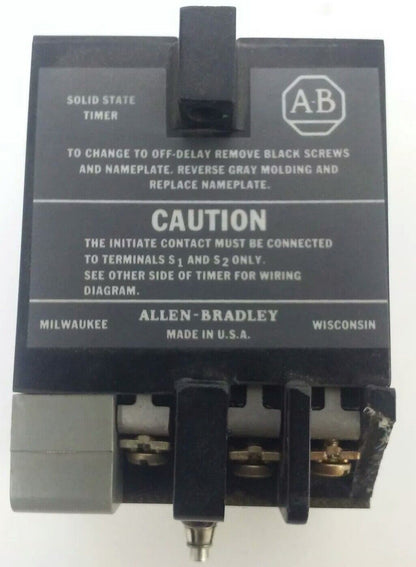 SOLID STATE
TIMER
A-B
TO CHANGE TO OFF-DELAY REMOVE BLACK SCREWS
AND NAMEPLATE. REVERSE GRAY MOLDING AND
REPLACE NAMEPLATE.
CAUTION
THE INITIATE CONTACT MUST BE CONNECTED
TO TERMINALS S1 AND S2 ONLY.
SEE OTHER SIDE OF TIMER FOR WIRING
DIAGRAM.
MILWAUKEE ALLEN-BRADLEY WISCONSIN
MADE IN U.S.A.